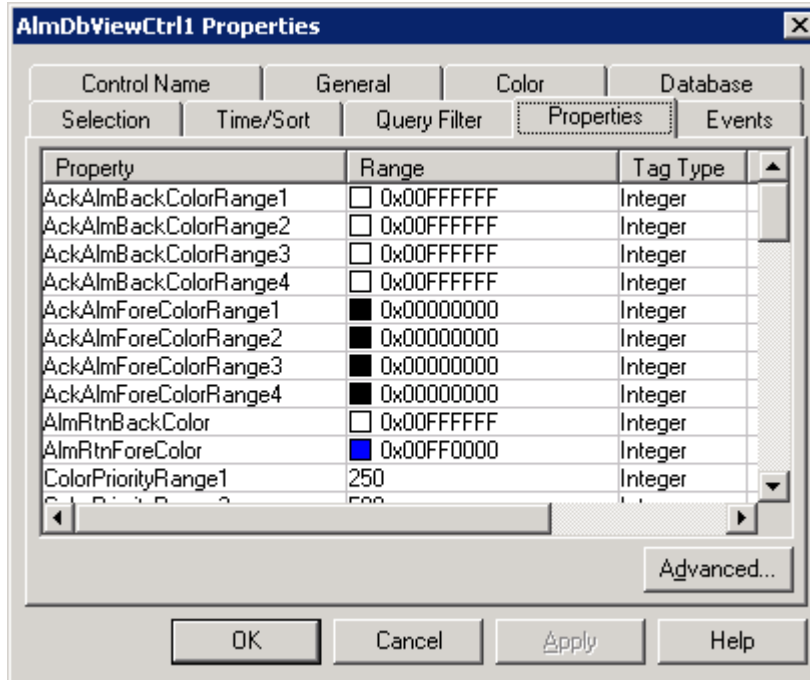 AlmDbViewCtrl1 Properties
Control Name General Color Database
Selection Time/Sort Query Filter Properties Events
Property Range Tag Type
AckAlmBackColorRange1 0x00FFFFFF Integer
AckAlmBackColorRange2 0x00FFFFFF Integer
AckAlmBackColorRange3 0x00FFFFFF Integer
AckAlmBackColorRange4 0x00FFFFFF Integer
AckAlmForeColorRange1 0x00000000 Integer
AckAlmForeColorRange2 0x00000000 Integer
AckAlmForeColorRange3 0x00000000 Integer
AckAlmForeColorRange4 0x00000000 Integer
AlmRtnBackColor 0x00FFFFFF Integer
AlmRtnForeColor 0x00FF0000 Integer
ColorPriorityRange1 250 Integer
Advanced...
OK Cancel Apply Help